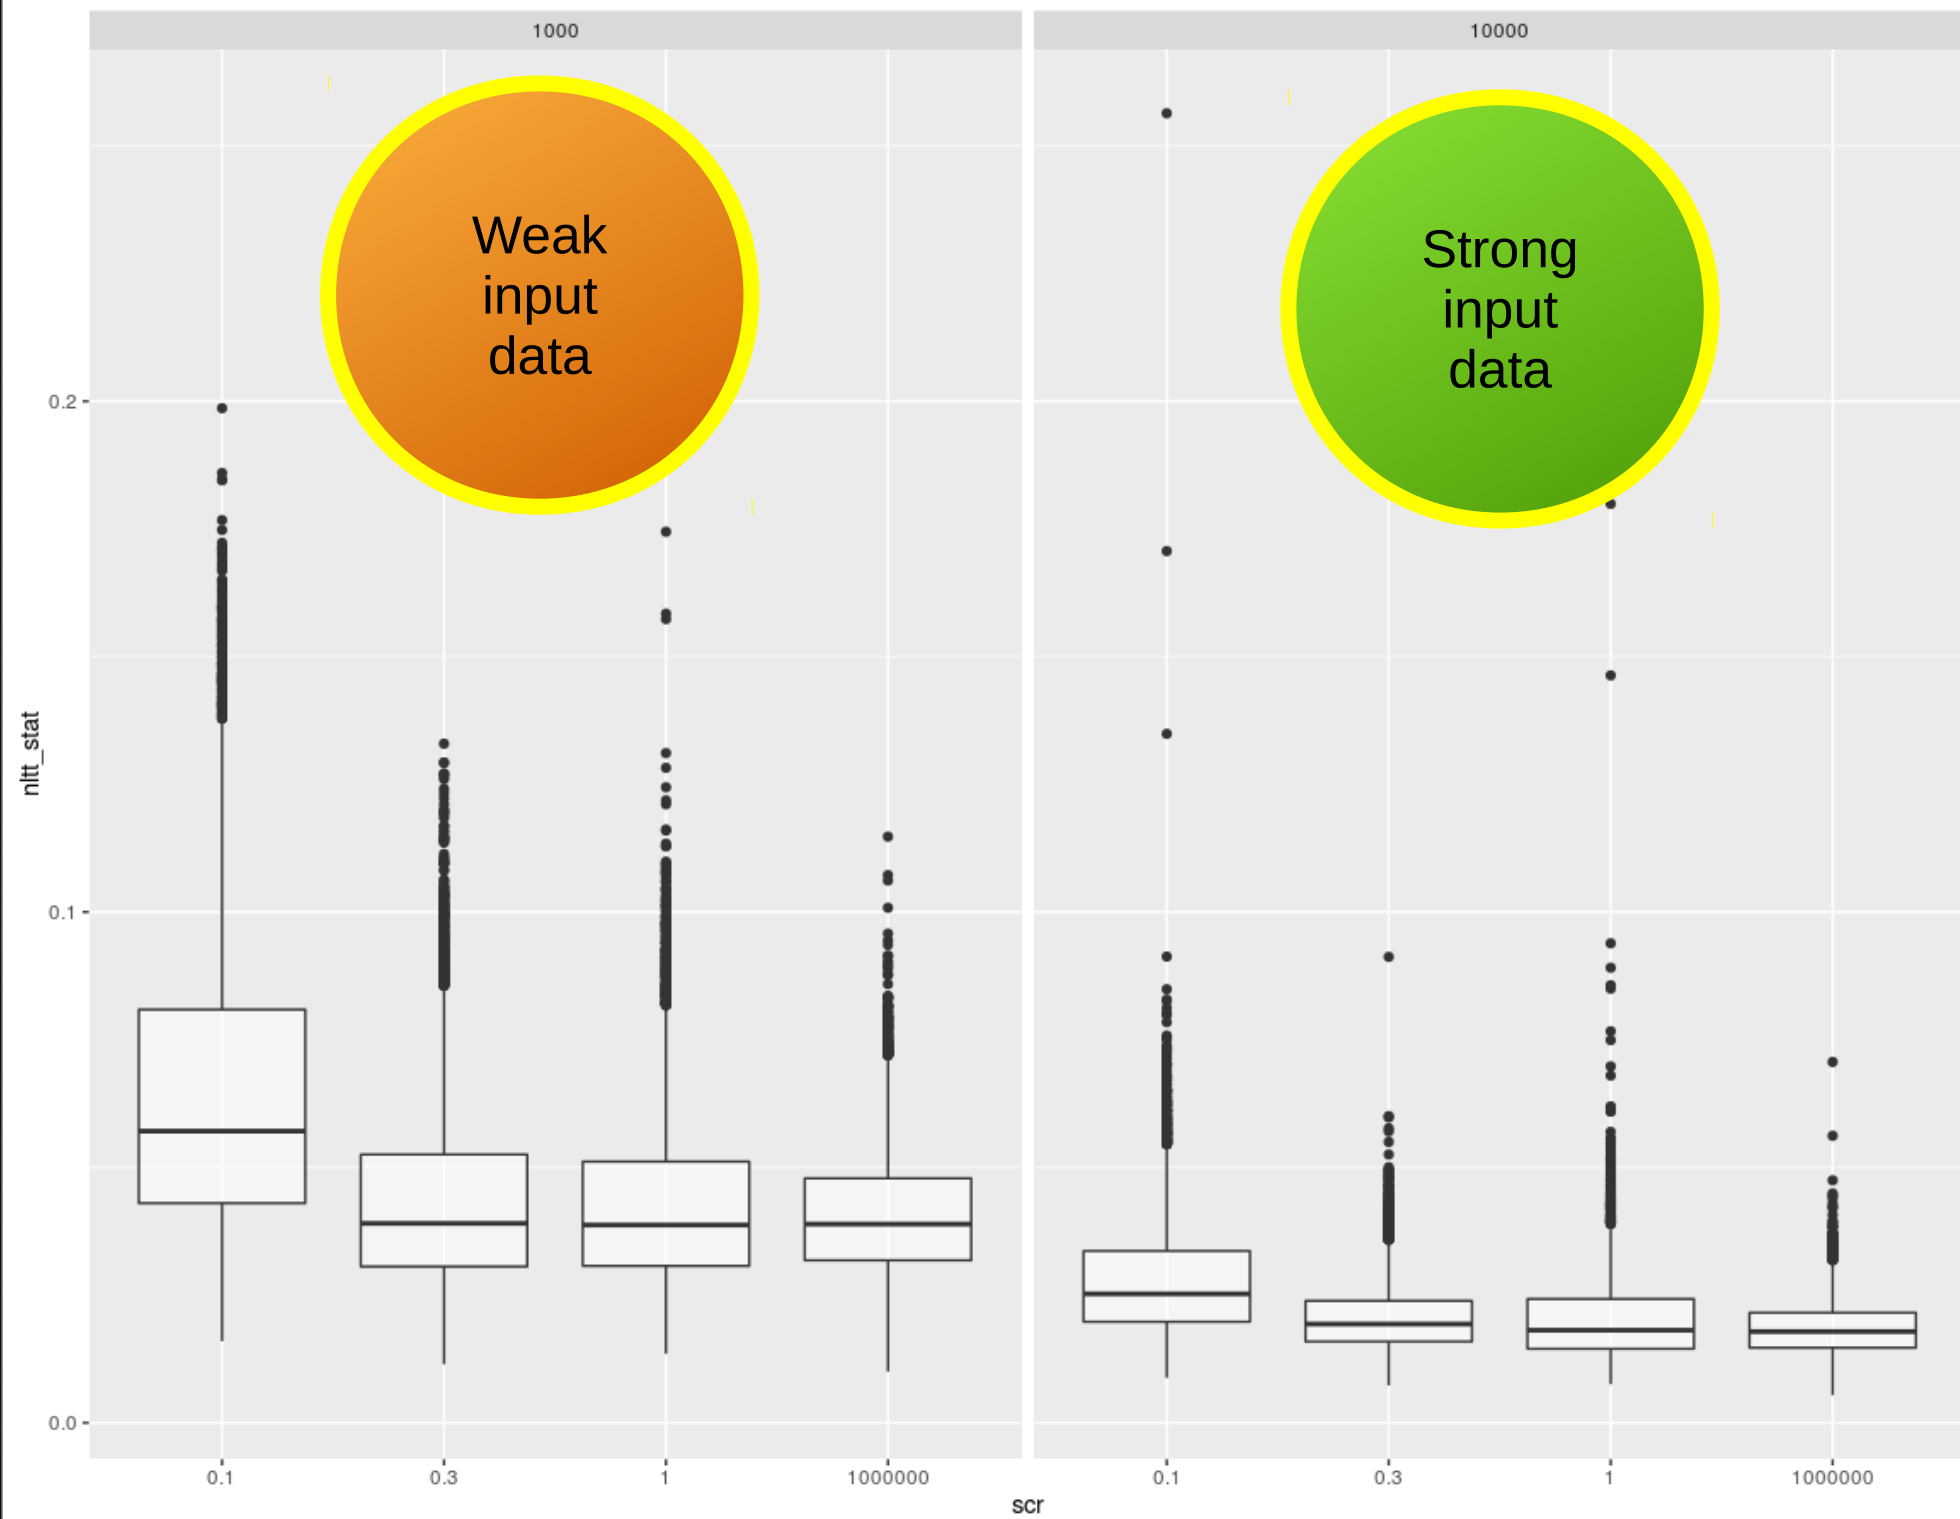 1000
10000
Weak
input
data
Strong
input
data
0.2
0.1
0.0
nltt_stat
0.1 0.3 1 1000000
0.1 0.3 1 1000000
scr